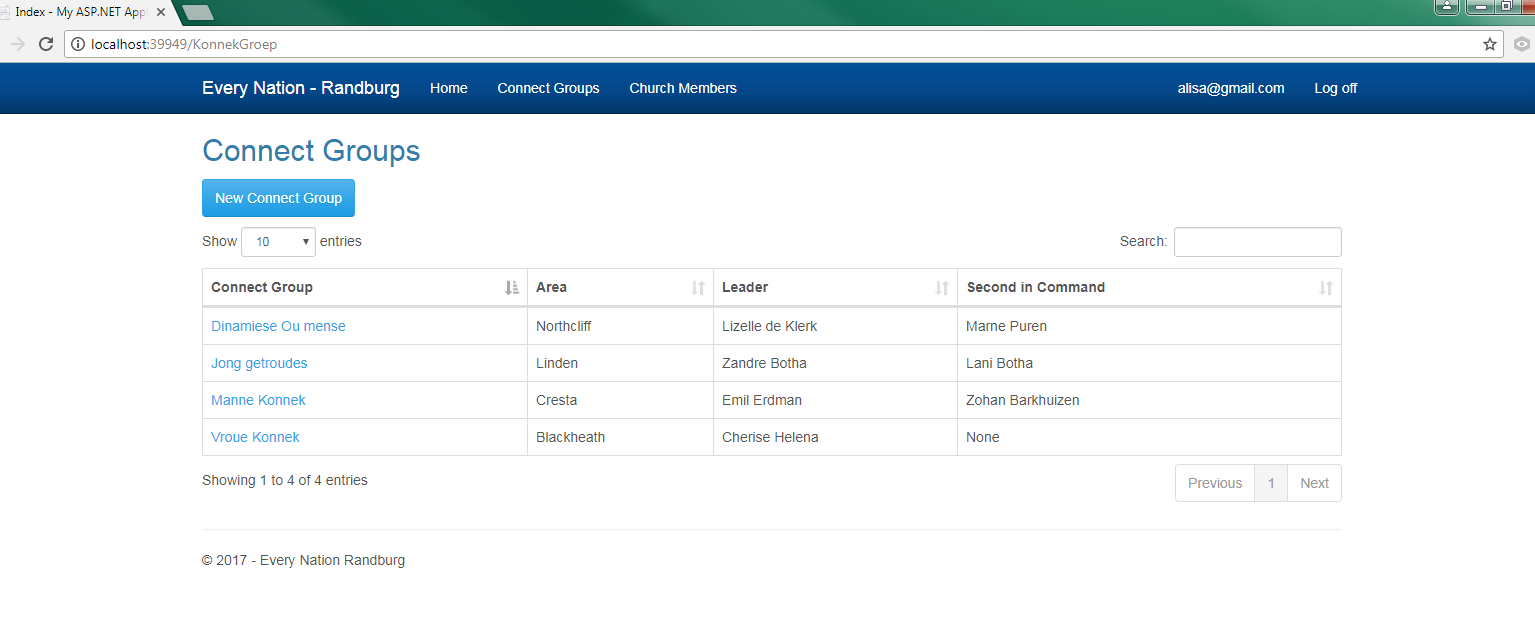 Index - My ASP.NET App
localhost:39949/KonnekGroep
Every Nation - Randburg Home Connect Groups Church Members alisa@gmail.com Log off
Connect Groups
New Connect Group
Show 10 entries Search:
Connect Group Area Leader Second in Command
Dinamiese Ou mense Northcliff Lizelle de Klerk Marne Puren
Jong getroudes Linden Zandre Botha Lani Botha
Manne Konnek Cresta Emil Erdman Zohan Barkhuizen
Vroue Konnek Blackheath Cherise Helena None
Showing 1 to 4 of 4 entries Previous 1 Next
© 2017 - Every Nation Randburg